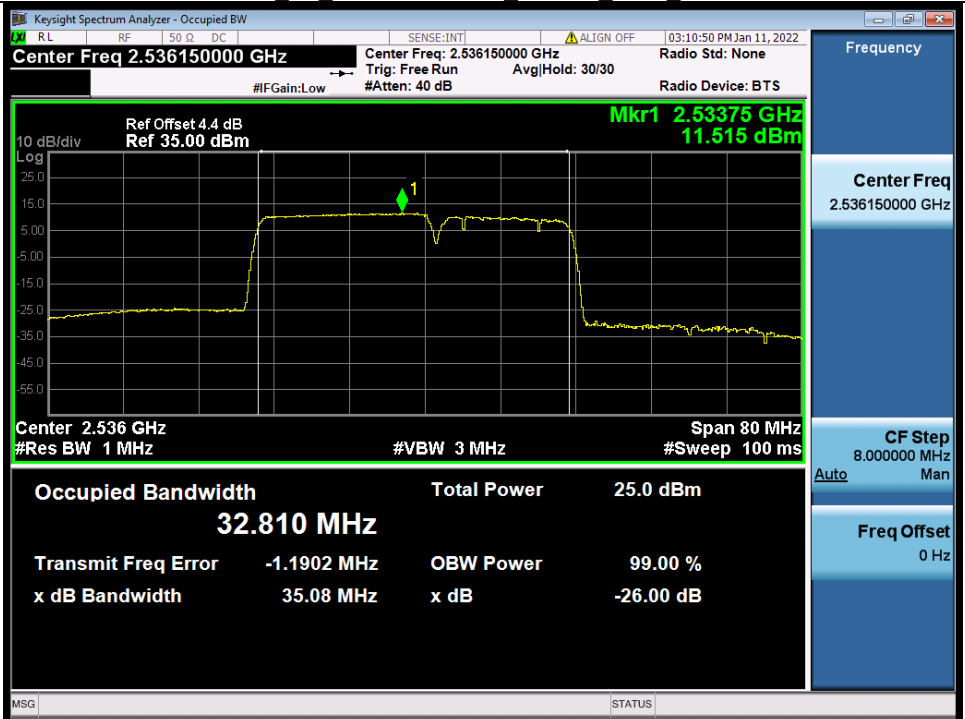 Keysight Spectrum Analyzer - Occupied BW
LXI RL RF 50 Ω DC SENSE:INT ALIGN OFF 03:10:50 PM Jan 11, 2022
Center Freq 2.536150000 GHz
Center Freq: 2.536150000 GHz Radio Std: None
Trig: Free Run Avg|Hold: 30/30
#IFGain:Low #Atten: 40 dB Radio Device: BTS
Mkr1 2.53375 GHz
11.515 dBm
Ref Offset 4.4 dB
10 dB/div Ref 35.00 dBm
Log
25.0
15.0
5.00
-5.00
-15.0
-25.0
-35.0
-45.0
-55.0
1
Center 2.536 GHz Span 80 MHz
#Res BW 1 MHz #VBW 3 MHz #Sweep 100 ms
Occupied Bandwidth Total Power 25.0 dBm
32.810 MHz
Transmit Freq Error -1.1902 MHz OBW Power 99.00 %
x dB Bandwidth 35.08 MHz x dB -26.00 dB
Frequency
Center Freq
2.536150000 GHz
CF Step
8.000000 MHz
Auto Man
Freq Offset
0 Hz
MSG STATUS